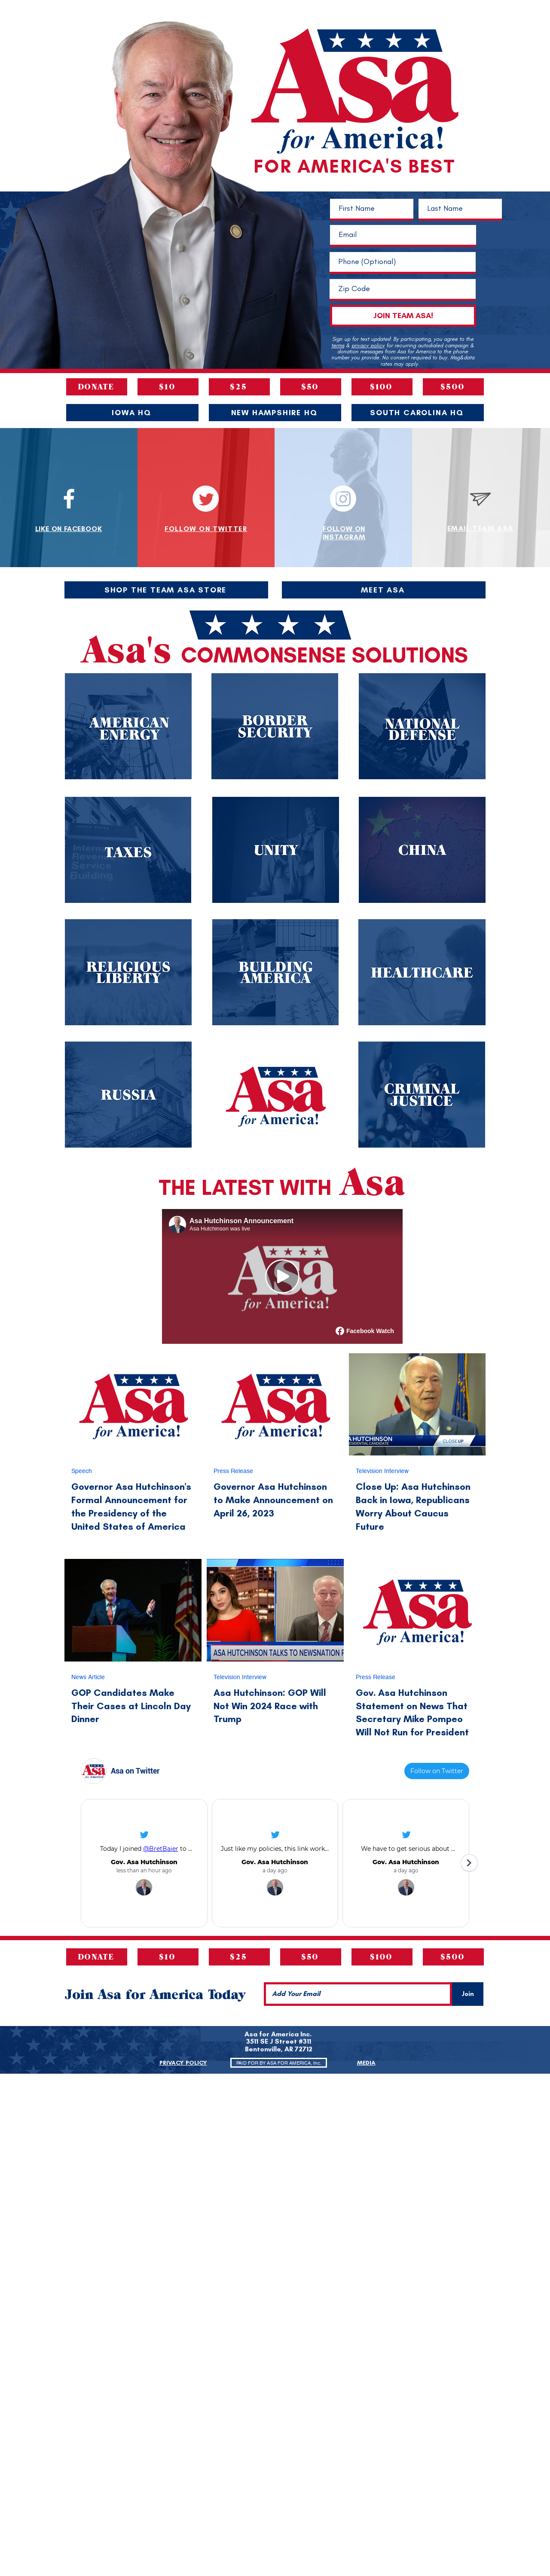 Asa
for America!
FOR AMERICA'S BEST
First Name
Last Name
Email
Phone (Optional)
Zip Code
JOIN TEAM ASA!
Sign up for text updates! By participating, you agree to the
terms & privacy policy for recurring autodialed campaign &
donation messages from Asa for America to the phone
number you provide. No consent required to buy. Msg&data
rates may apply.
DONATE
$10
$25
$50
$100
$500
IOWA HQ
NEW HAMPSHIRE HQ
SOUTH CAROLINA HQ
LIKE ON FACEBOOK
FOLLOW ON TWITTER
FOLLOW ON
INSTAGRAM
EMAIL TEAM ASA
SHOP THE TEAM ASA STORE
MEET ASA
Asa's COMMONSENSE SOLUTIONS
AMERICAN
ENERGY
BORDER
SECURITY
NATIONAL
DEFENSE
TAXES
UNITY
CHINA
RELIGIOUS
LIBERTY
BUILDING
AMERICA
HEALTHCARE
RUSSIA
Asa
for America!
CRIMINAL
JUSTICE
THE LATEST WITH Asa
Asa Hutchinson Announcement
Asa Hutchinson was live
Asa
for America!
Facebook Watch
Asa
for America!
Speech
Governor Asa Hutchinson's
Formal Announcement for
the Presidency of the
United States of America
Asa
for America!
Press Release
Governor Asa Hutchinson
to Make Announcement on
April 26, 2023
A HUTCHINSON
CLOSE UP
Television Interview
Close Up: Asa Hutchinson
Back in Iowa, Republicans
Worry About Caucus
Future
News Article
GOP Candidates Make
Their Cases at Lincoln Day
Dinner
ASA HUTCHINSON TALKS TO NEWSNATION
Television Interview
Asa Hutchinson: GOP Will
Not Win 2024 Race with
Trump
Asa
for America!
Press Release
Gov. Asa Hutchinson
Statement on News That
Secretary Mike Pompeo
Will Not Run for President
Asa
Asa on Twitter
Follow on Twitter
Today I joined @BretBaier to ...
Gov. Asa Hutchinson
less than an hour ago
Just like my policies, this link work...
Gov. Asa Hutchinson
a day ago
We have to get serious about ...
Gov. Asa Hutchinson
a day ago
DONATE
$10
$25
$50
$100
$500
Join Asa for America Today
Add Your Email
Join
Asa for America Inc.
3511 SE J Street #311
Bentonville, AR 72712
PRIVACY POLICY
PAID FOR BY ASA FOR AMERICA, Inc.
MEDIA